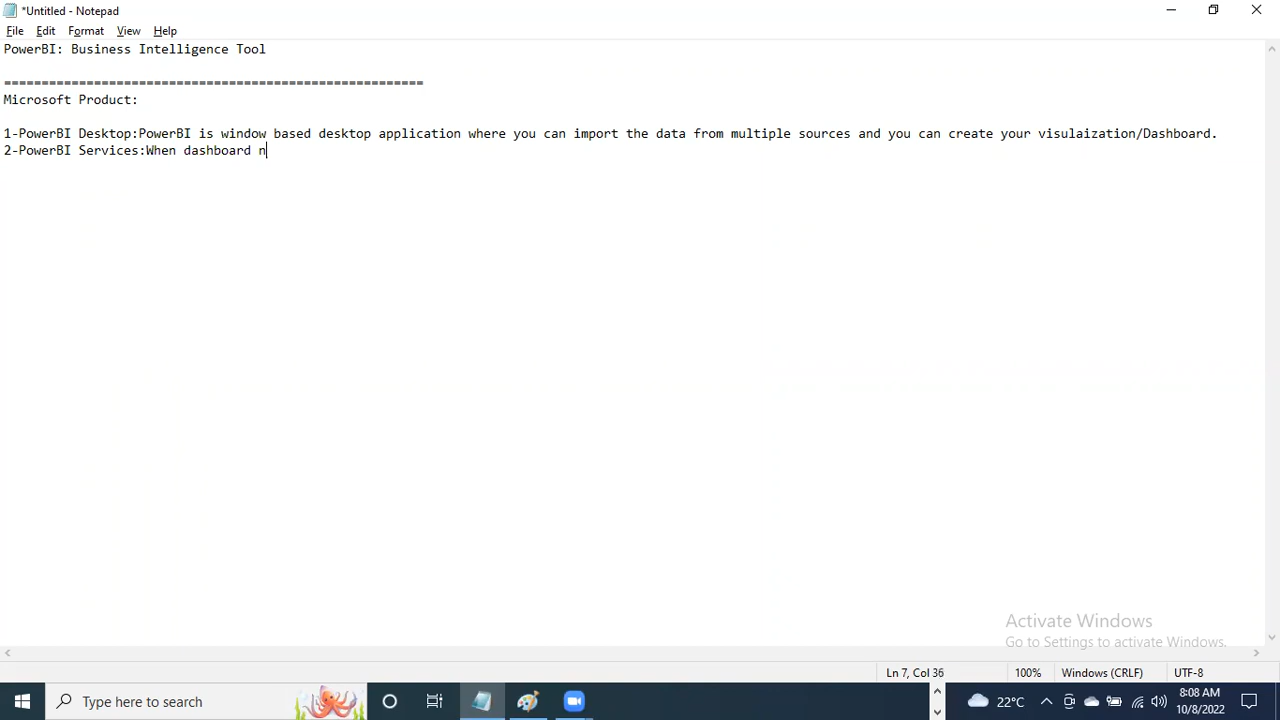 *Untitled - Notepad
File Edit Format View Help
PowerBI: Business Intelligence Tool
========================================================
Microsoft Product:
1-PowerBI Desktop:PowerBI is window based desktop application where you can import the data from multiple sources and you can create your visulaization/Dashboard.
2-PowerBI Services:When dashboard n
Activate Windows
Go to Settings to activate Windows.
Ln 7, Col 36 100% Windows (CRLF) UTF-8
Type here to search 22°C 8:08 AM
10/8/2022